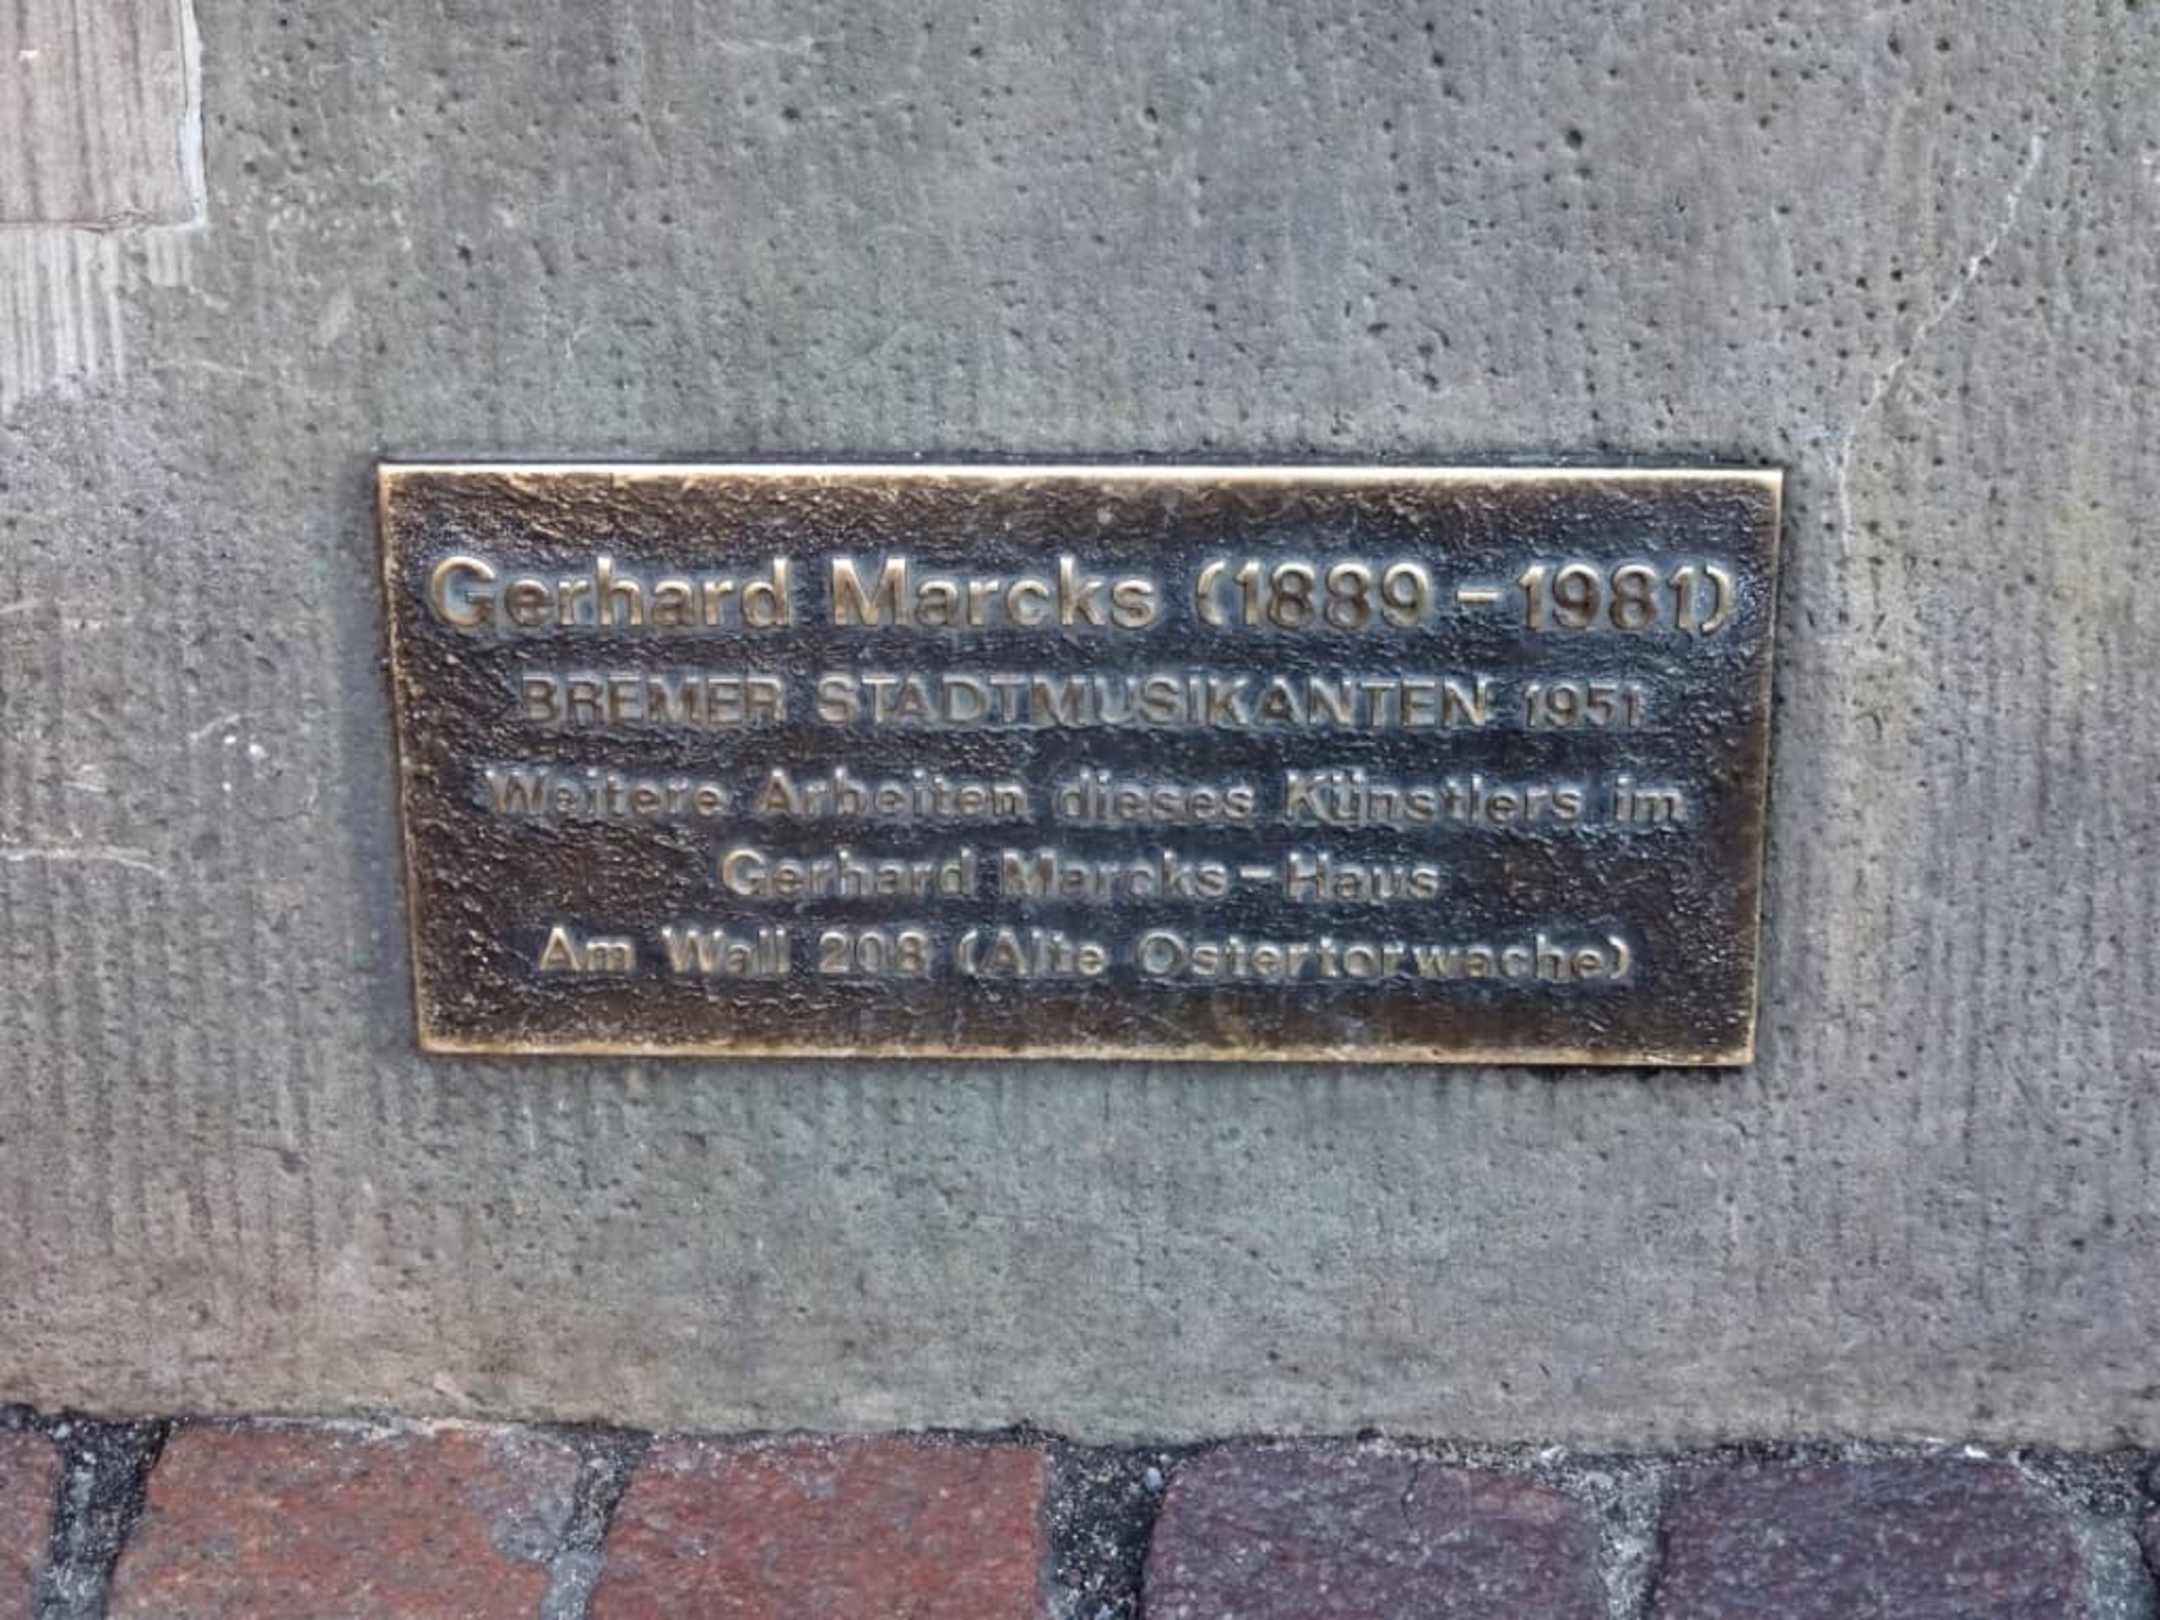 Gerhard Marcks (1889-1981)
BREMER STADTMUSIKANTEN 1951
Weitere Arbeiten dieses Künstlers im
Gerhard Marcks-Haus
Am Wall 208 (Alte Ostertorwache)